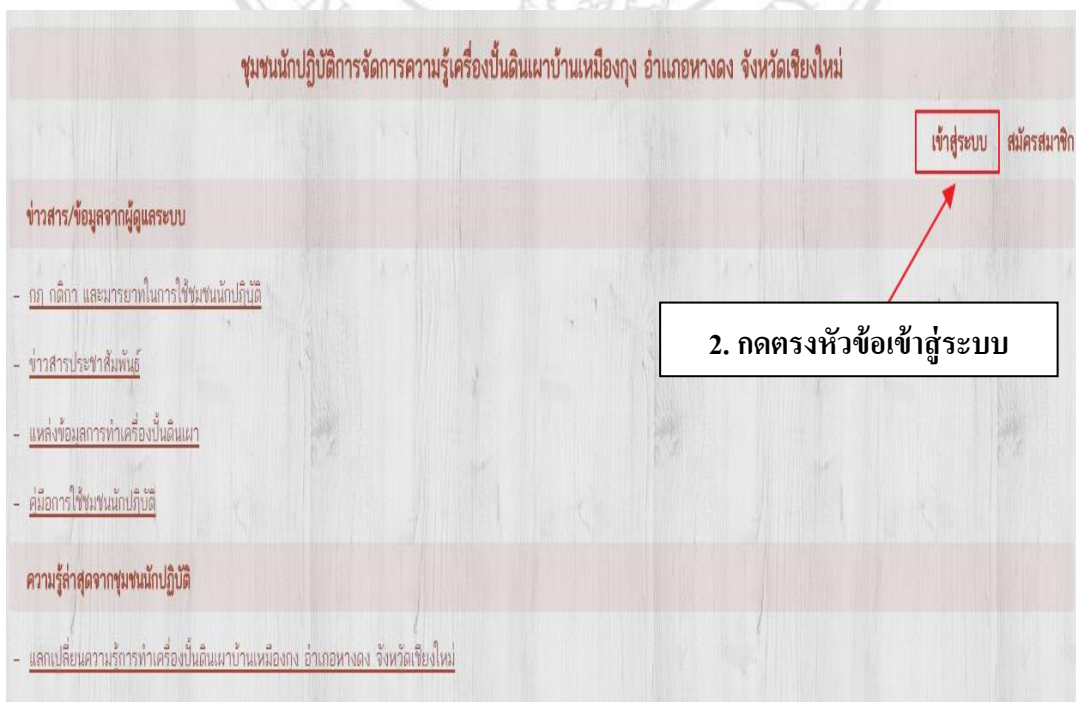 ชุมชนนักปฏิบัติการจัดการความรู้เครื่องปั้นดินเผาบ้านเหมืองกุง อำเภอหางดง จังหวัดเชียงใหม่
เข้าสู่ระบบ สมัครสมาชิก
ข่าวสาร/ข้อมูลจากผู้ดูแลระบบ
- กฎ กติกา และมารยาทในการใช้ชุมชนนักปฏิบัติ
2. กดตรงหัวข้อเข้าสู่ระบบ
- ข่าวสารประชาสัมพันธ์
- แหล่งข้อมูลการทำเครื่องปั้นดินเผา
- คู่มือการใช้ชุมชนนักปฏิบัติ
ความรู้ล่าสุดจากชุมชนนักปฏิบัติ
- แลกเปลี่ยนความรู้การทำเครื่องปั้นดินเผาบ้านเหมืองกุง อำเภอหางดง จังหวัดเชียงใหม่